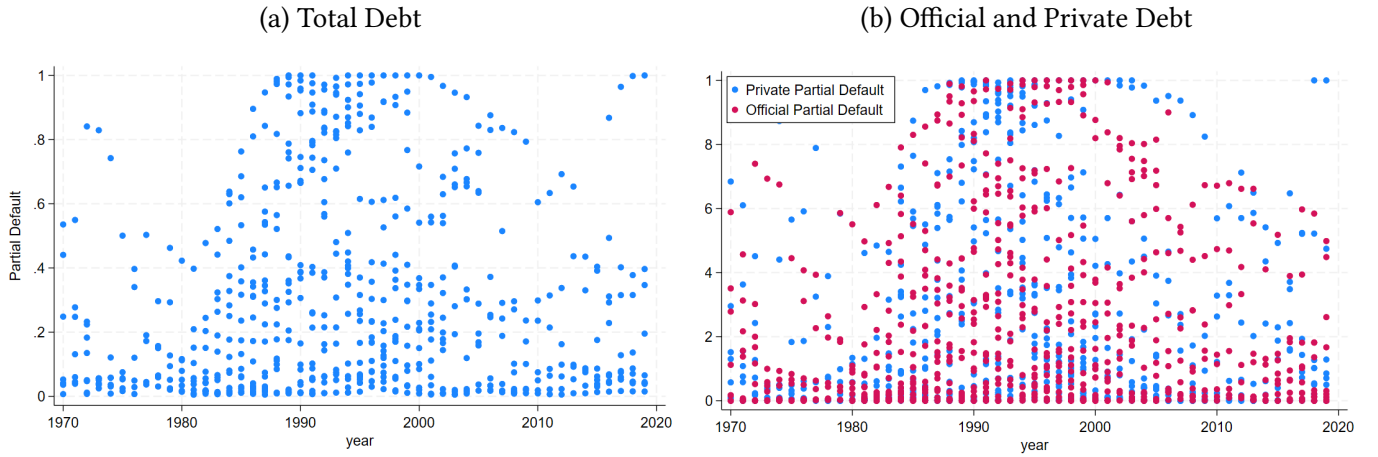 (a) Total Debt
Partial Default
1
.8
.6
.4
.2
0
1970 1980 1990 2000 2010 2020
year
(b) Official and Private Debt
Private Partial Default
Official Partial Default
1
8
6
4
2
0
1970 1980 1990 2000 2010 2020
year